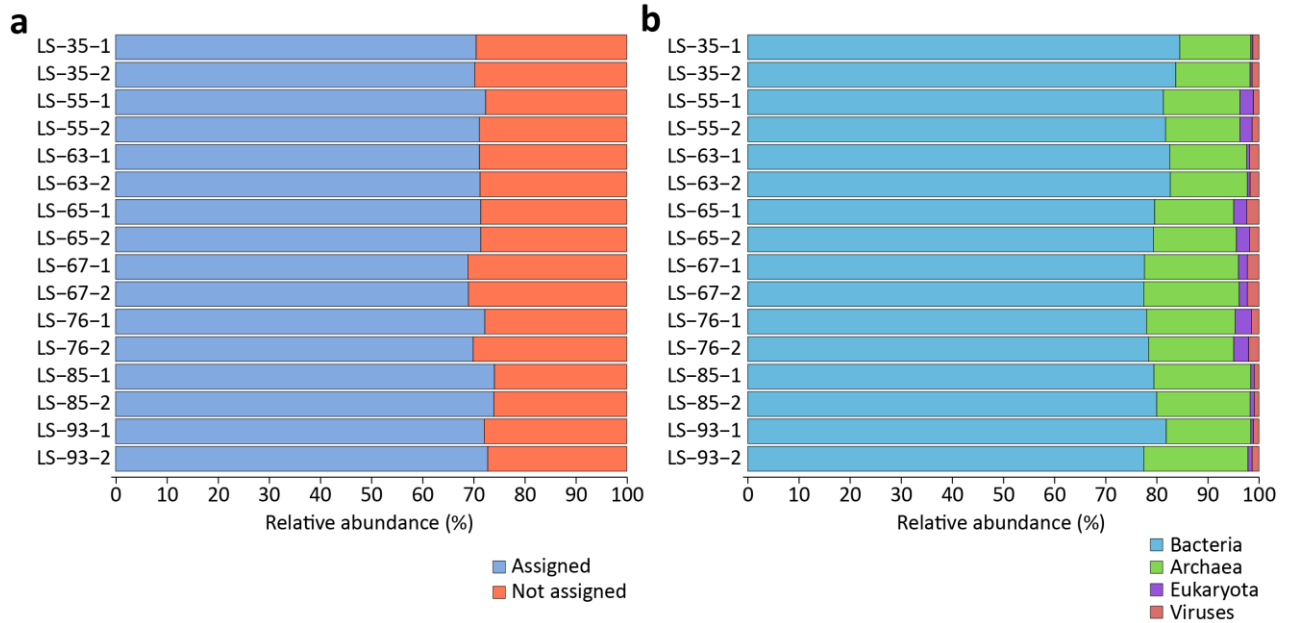 a
LS−35−1
LS−35−2
LS−55−1
LS−55−2
LS−63−1
LS−63−2
LS−65−1
LS−65−2
LS−67−1
LS−67−2
LS−76−1
LS−76−2
LS−85−1
LS−85−2
LS−93−1
LS−93−2
0 10 20 30 40 50 60 70 80 90 100
Relative abundance (%)
Assigned
Not assigned
b
LS−35−1
LS−35−2
LS−55−1
LS−55−2
LS−63−1
LS−63−2
LS−65−1
LS−65−2
LS−67−1
LS−67−2
LS−76−1
LS−76−2
LS−85−1
LS−85−2
LS−93−1
LS−93−2
0 10 20 30 40 50 60 70 80 90 100
Relative abundance (%)
Bacteria
Archaea
Eukaryota
Viruses